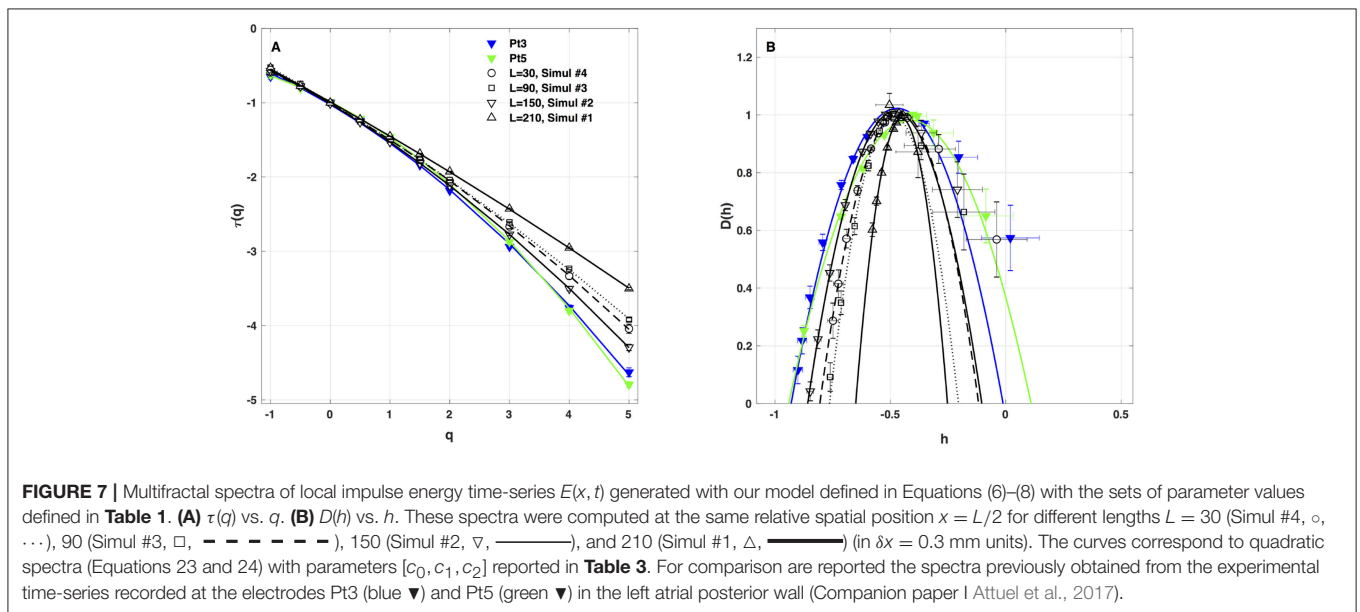 A
Pt3
Pt5
L=30, Simul #4
L=90, Simul #3
L=150, Simul #2
L=210, Simul #1
0
-1
-2
-3
-4
-5
τ(q)
-1 0 1 2 3 4 5
q
B
1.2
1
0.8
0.6
0.4
0.2
0
D(h)
-1 -0.5 0 0.5
h
FIGURE 7 | Multifractal spectra of local impulse energy time-series E(x, t) generated with our model defined in Equations (6)–(8) with the sets of parameter values
defined in Table 1. (A) τ(q) vs. q. (B) D(h) vs. h. These spectra were computed at the same relative spatial position x = L/2 for different lengths L = 30 (Simul #4, ○,
· · · ), 90 (Simul #3, □, – – – – – – – –), 150 (Simul #2, ▽, ———), and 210 (Simul #1, △, ———) (in δx = 0.3 mm units). The curves correspond to quadratic
spectra (Equations 23 and 24) with parameters [c₀, c₁, c₂] reported in Table 3. For comparison are reported the spectra previously obtained from the experimental
time-series recorded at the electrodes Pt3 (blue ▼) and Pt5 (green ▼) in the left atrial posterior wall (Companion paper I Attuel et al., 2017).